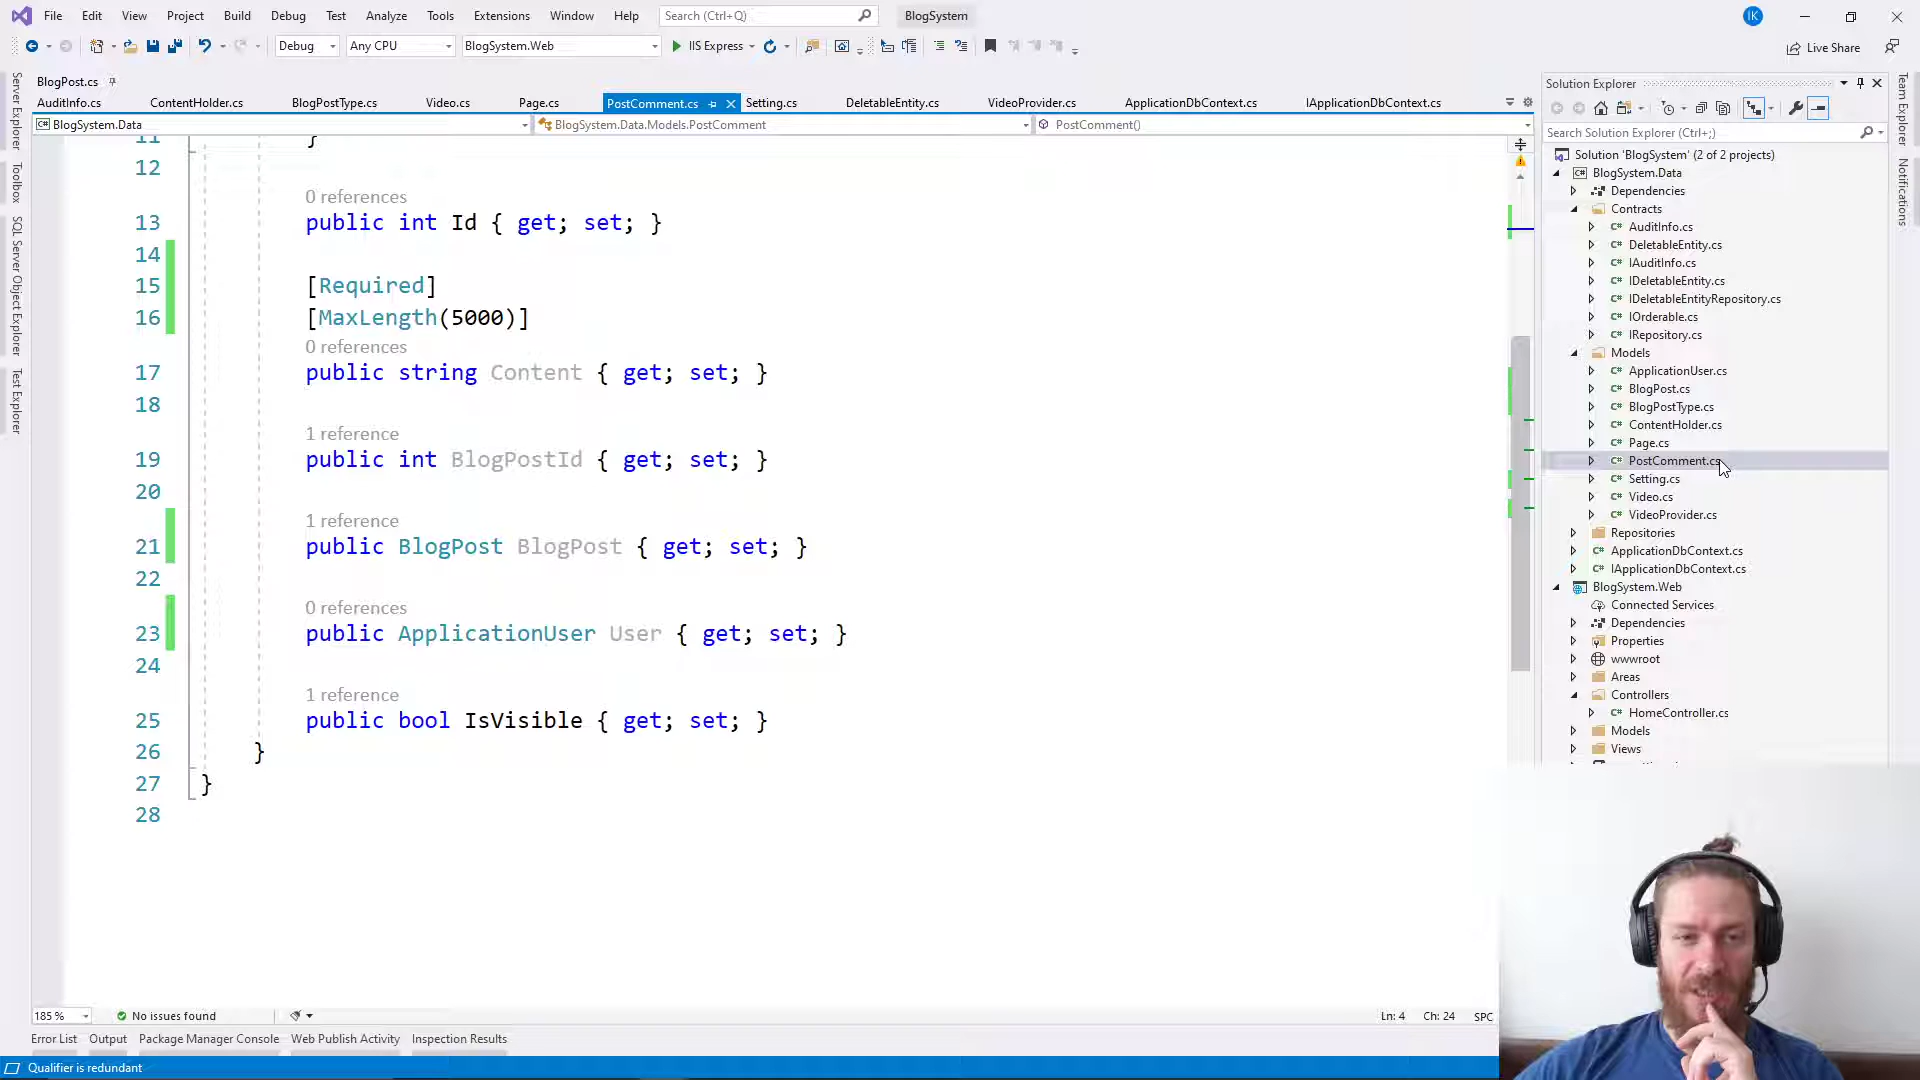 File Edit View Project Build Debug Test Analyze Tools Extensions Window Help Search (Ctrl+Q) BlogSystem IK
Debug Any CPU BlogSystem.Web IIS Express Live Share
BlogPost.cs
AuditInfo.cs ContentHolder.cs BlogPostType.cs Video.cs Page.cs PostComment.cs Setting.cs DeletableEntity.cs VideoProvider.cs ApplicationDbContext.cs IApplicationDbContext.cs
BlogSystem.Data BlogSystem.Data.Models.PostComment PostComment()
Server Explorer
Toolbox
SQL Server Object Explorer
Test Explorer
11 }
12
0 references
13 public int Id { get; set; }
14
15 [Required]
16 [MaxLength(5000)]
0 references
17 public string Content { get; set; }
18
1 reference
19 public int BlogPostId { get; set; }
20
1 reference
21 public BlogPost BlogPost { get; set; }
22
0 references
23 public ApplicationUser User { get; set; }
24
1 reference
25 public bool IsVisible { get; set; }
26 }
27 }
28
185 % No issues found Ln: 4 Ch: 24 SPC
Error List Output Package Manager Console Web Publish Activity Inspection Results
Qualifier is redundant
Solution Explorer
Search Solution Explorer (Ctrl+;)
Solution 'BlogSystem' (2 of 2 projects)
C# BlogSystem.Data
Dependencies
Contracts
C# AuditInfo.cs
C# DeletableEntity.cs
C# IAuditInfo.cs
C# IDeletableEntity.cs
C# IDeletableEntityRepository.cs
C# IOrderable.cs
C# IRepository.cs
Models
C# ApplicationUser.cs
C# BlogPost.cs
C# BlogPostType.cs
C# ContentHolder.cs
C# Page.cs
C# PostComment.cs
C# Setting.cs
C# Video.cs
C# VideoProvider.cs
Repositories
C# ApplicationDbContext.cs
C# IApplicationDbContext.cs
BlogSystem.Web
Connected Services
Dependencies
Properties
wwwroot
Areas
Controllers
C# HomeController.cs
Models
Views
Team Explorer
Notifications